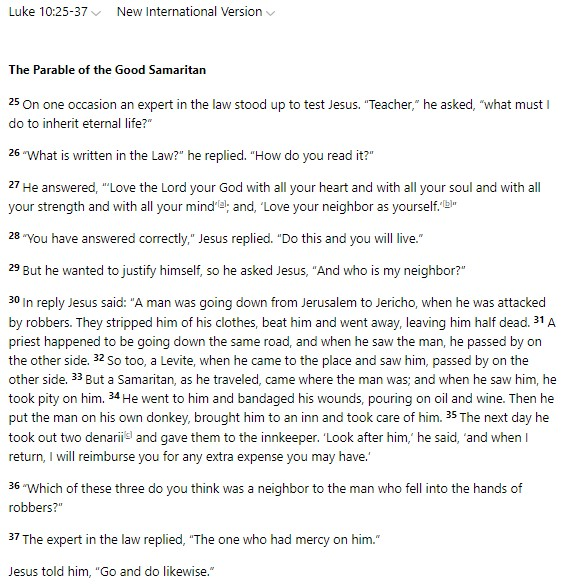 Luke 10:25-37 New International Version
The Parable of the Good Samaritan
25 On one occasion an expert in the law stood up to test Jesus. “Teacher,” he asked, “what must I
do to inherit eternal life?”
26 “What is written in the Law?” he replied. “How do you read it?”
27 He answered, “‘Love the Lord your God with all your heart and with all your soul and with all
your strength and with all your mind’[a]; and, ‘Love your neighbor as yourself.’[b]”
28 “You have answered correctly,” Jesus replied. “Do this and you will live.”
29 But he wanted to justify himself, so he asked Jesus, “And who is my neighbor?”
30 In reply Jesus said: “A man was going down from Jerusalem to Jericho, when he was attacked
by robbers. They stripped him of his clothes, beat him and went away, leaving him half dead. 31 A
priest happened to be going down the same road, and when he saw the man, he passed by on
the other side. 32 So too, a Levite, when he came to the place and saw him, passed by on the
other side. 33 But a Samaritan, as he traveled, came where the man was; and when he saw him, he
took pity on him. 34 He went to him and bandaged his wounds, pouring on oil and wine. Then he
put the man on his own donkey, brought him to an inn and took care of him. 35 The next day he
took out two denarii[c] and gave them to the innkeeper. ‘Look after him,’ he said, ‘and when I
return, I will reimburse you for any extra expense you may have.’
36 “Which of these three do you think was a neighbor to the man who fell into the hands of
robbers?”
37 The expert in the law replied, “The one who had mercy on him.”
Jesus told him, “Go and do likewise.”